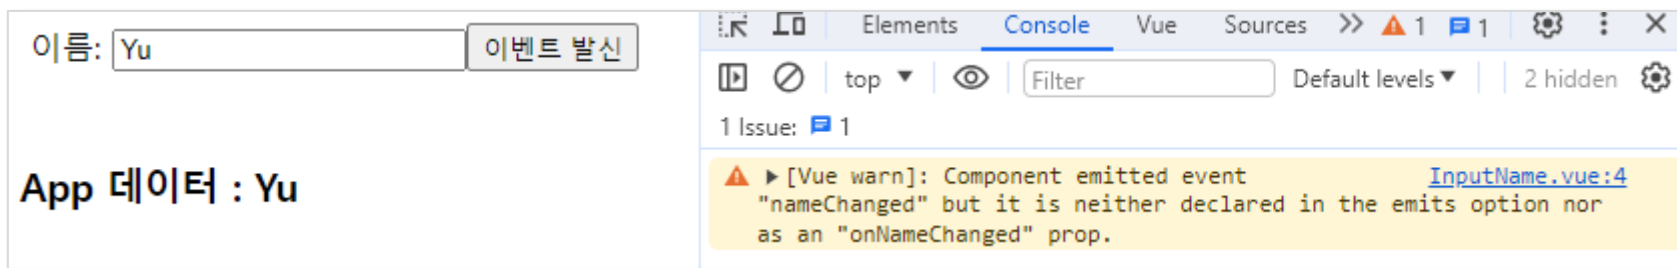 이름: Yu 이벤트 발신
App 데이터 : Yu
Elements Console Vue Sources 1 1
top Filter Default levels 2 hidden
1 Issue: 1
[Vue warn]: Component emitted event InputName.vue:4
"nameChanged" but it is neither declared in the emits option nor
as an "onNameChanged" prop.